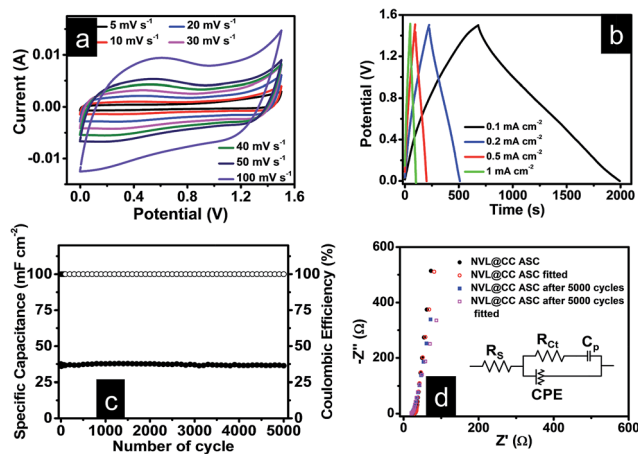 a
5 mV s⁻¹
20 mV s⁻¹
10 mV s⁻¹
30 mV s⁻¹
40 mV s⁻¹
50 mV s⁻¹
100 mV s⁻¹
0.01
0.00
-0.01
Current (A)
0.0
0.4
0.8
1.2
1.6
Potential (V)
b
1.6
1.2
0.8
0.4
0.0
Potential (V)
0.1 mA cm⁻²
0.2 mA cm⁻²
0.5 mA cm⁻²
1 mA cm⁻²
0
500
1000
1500
2000
Time (s)
c
Specific Capacitance (mF cm⁻²)
125
100
75
50
25
0
125
100
75
50
25
0
Coulombic Efficiency (%)
0
1000
2000
3000
4000
5000
Number of cycle
d
-Z'' (Ω)
600
400
200
0
NVL@CC ASC
NVL@CC ASC fitted
NVL@CC ASC after 5000 cycles
NVL@CC ASC after 5000 cycles
fitted
R_S
R_Ct
C_p
CPE
0
200
400
600
Z' (Ω)